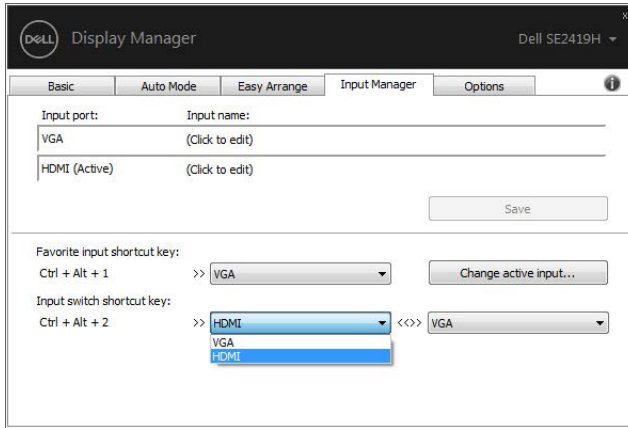 DELL Display Manager Dell SE2419H
x
Basic Auto Mode Easy Arrange Input Manager Options i
Input port: Input name:
VGA (Click to edit)
HDMI (Active) (Click to edit)
Save
Favorite input shortcut key:
Ctrl + Alt + 1 >> VGA Change active input...
Input switch shortcut key:
Ctrl + Alt + 2 >> HDMI <<>> VGA
VGA
HDMI